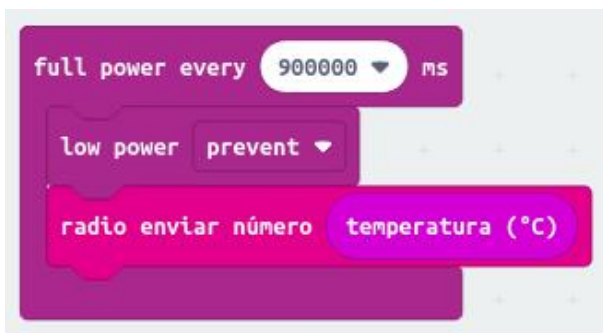 full power every 900000 ms
low power prevent
radio enviar número temperatura (°C)